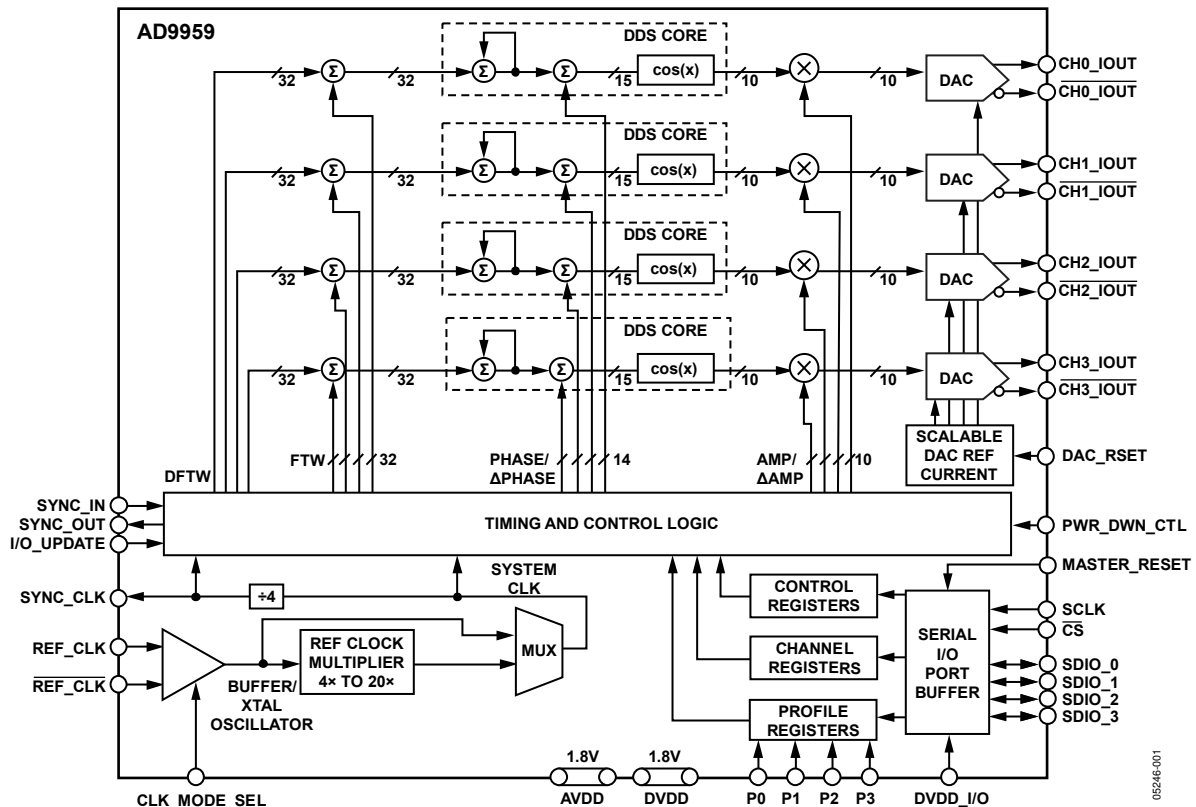 AD9959
DDS CORE
32
Σ
32
Σ
Σ
15
cos(x)
10
×
10
DAC
CH0_IOUT
CH0_IOUT
DDS CORE
32
Σ
32
Σ
Σ
15
cos(x)
10
×
10
DAC
CH1_IOUT
CH1_IOUT
DDS CORE
32
Σ
32
Σ
Σ
15
cos(x)
10
×
10
DAC
CH2_IOUT
CH2_IOUT
DDS CORE
32
Σ
32
Σ
Σ
15
cos(x)
10
×
10
DAC
CH3_IOUT
CH3_IOUT
SCALABLE
DAC REF
CURRENT
DAC_RSET
DFTW
FTW
32
PHASE/
ΔPHASE
14
AMP/
ΔAMP
10
SYNC_IN
SYNC_OUT
I/O_UPDATE
TIMING AND CONTROL LOGIC
PWR_DWN_CTL
MASTER_RESET
SYNC_CLK
÷4
SYSTEM
CLK
REF_CLK
REF_CLK
BUFFER/
XTAL
OSCILLATOR
REF CLOCK
MULTIPLIER
4× TO 20×
MUX
CONTROL
REGISTERS
CHANNEL
REGISTERS
PROFILE
REGISTERS
SERIAL
I/O
PORT
BUFFER
SCLK
CS
SDIO_0
SDIO_1
SDIO_2
SDIO_3
CLK_MODE_SEL
1.8V
AVDD
1.8V
DVDD
P0
P1
P2
P3
DVDD_I/O
05246-001